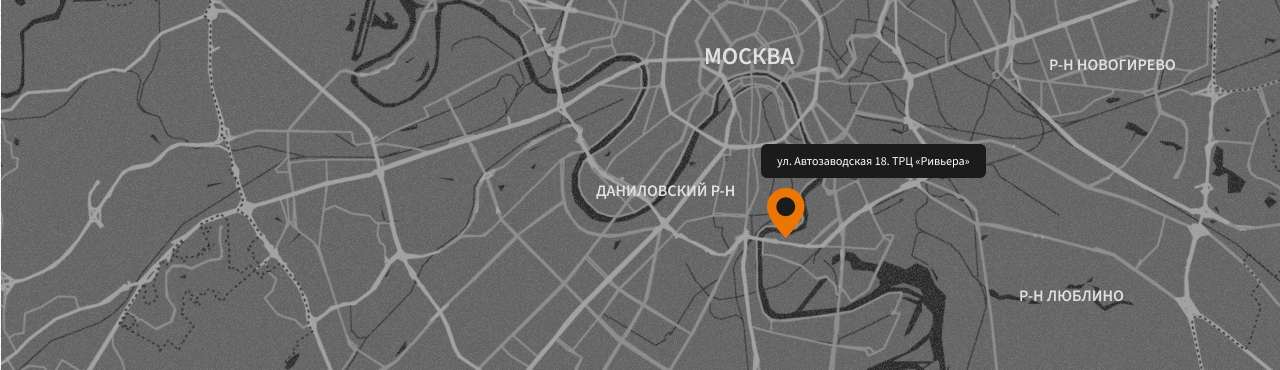 МОСКВА
Р-Н НОВОГИРЕВО
ул. Автозаводская 18. ТРЦ «Ривьера»
ДАНИЛОВСКИЙ Р-Н
Р-Н ЛЮБЛИНО